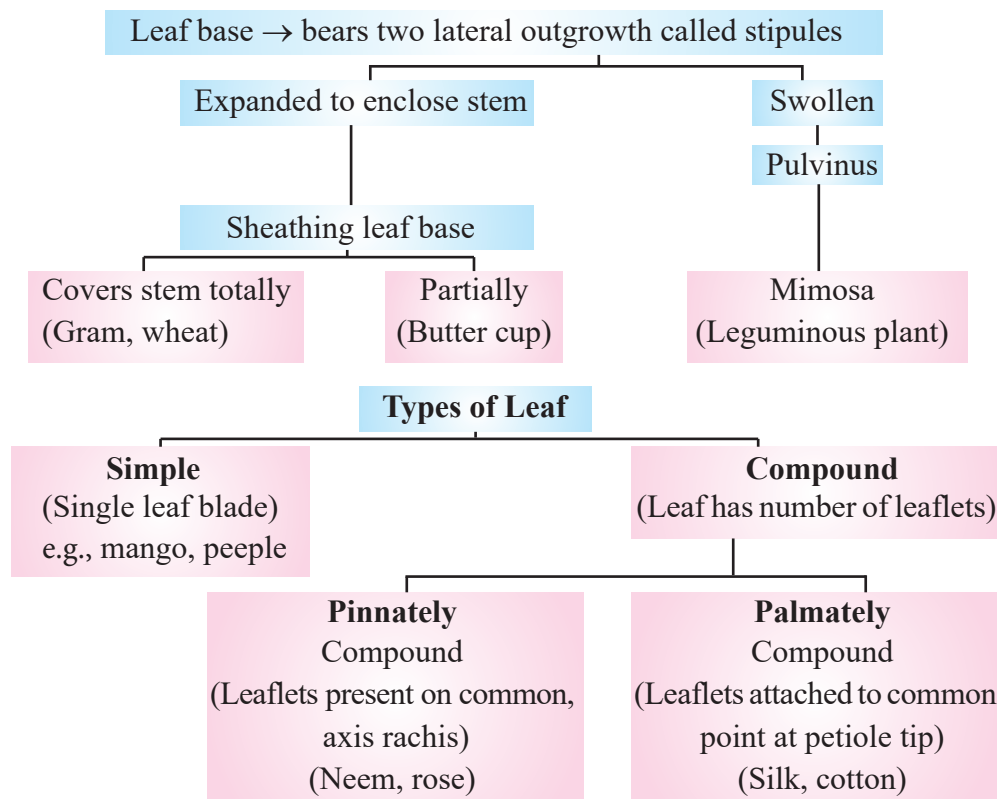 Leaf base → bears two lateral outgrowth called stipules
Expanded to enclose stem
Swollen
Pulvinus
Sheathing leaf base
Covers stem totally
(Gram, wheat)
Partially
(Butter cup)
Mimosa
(Leguminous plant)
Types of Leaf
Simple
(Single leaf blade)
e.g., mango, peeple
Compound
(Leaf has number of leaflets)
Pinnately
Compound
(Leaflets present on common,
axis rachis)
(Neem, rose)
Palmately
Compound
(Leaflets attached to common
point at petiole tip)
(Silk, cotton)